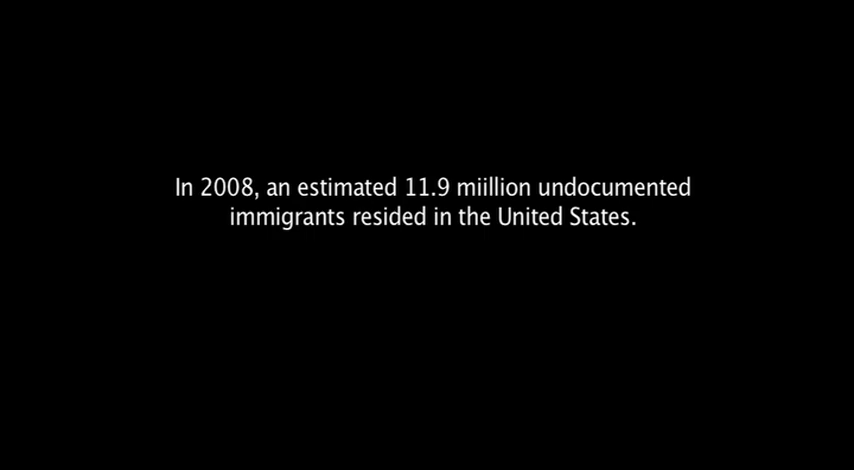 In 2008, an estimated 11.9 miillion undocumented
immigrants resided in the United States.